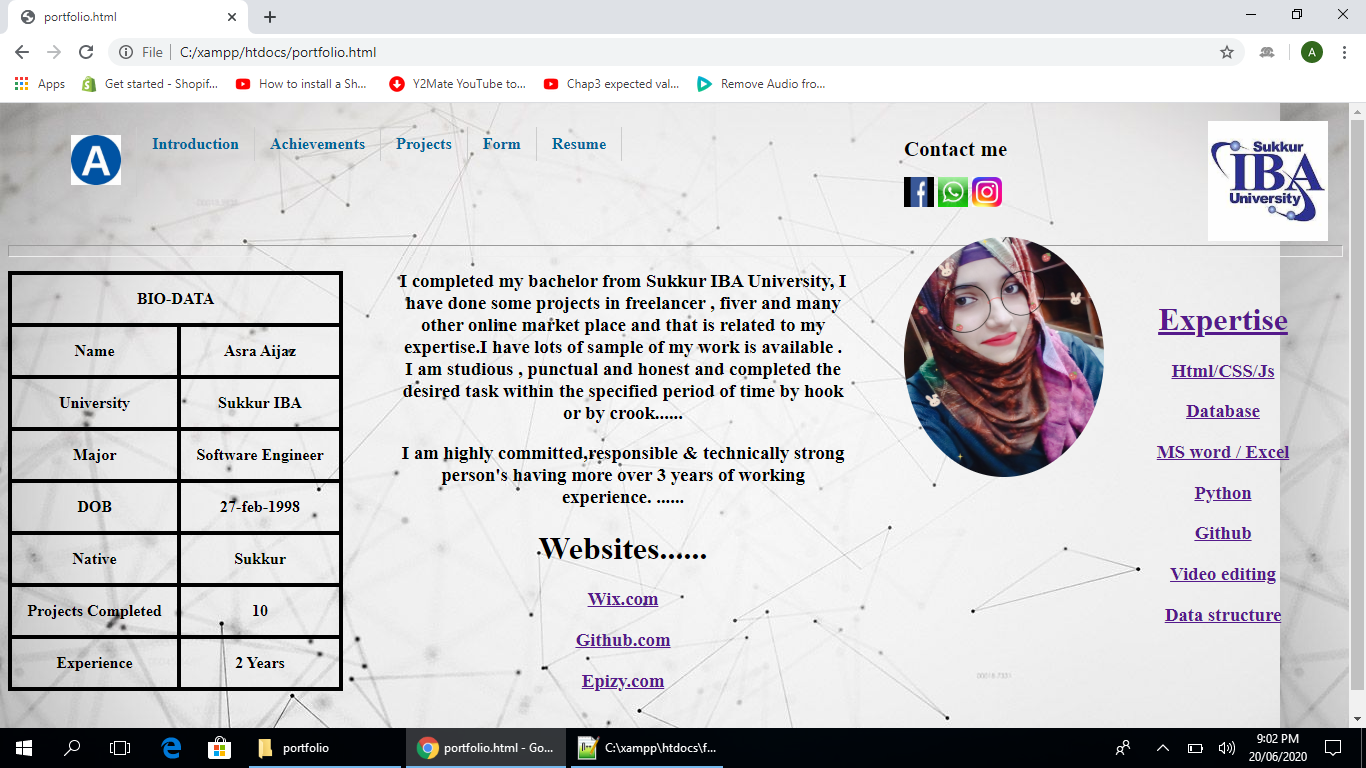 portfolio.html
File
C:/xampp/htdocs/portfolio.html
A
Apps
Get started - Shopif...
How to install a Sh...
Y2Mate YouTube to...
Chap3 expected val...
Remove Audio fro...
A
Introduction
Achievements
Projects
Form
Resume
Contact me
Sukkur
IBA
University
BIO-DATA
Name Asra Aijaz
University Sukkur IBA
Major Software Engineer
DOB 27-feb-1998
Native Sukkur
Projects Completed 10
Experience 2 Years
I completed my bachelor from Sukkur IBA University, I
have done some projects in freelancer , fiver and many
other online market place and that is related to my
expertise.I have lots of sample of my work is available .
I am studious , punctual and honest and completed the
desired task within the specified period of time by hook
or by crook......
I am highly committed,responsible & technically strong
person's having more over 3 years of working
experience. ......
Websites......
Wix.com
Github.com
Epizy.com
Expertise
Html/CSS/Js
Database
MS word / Excel
Python
Github
Video editing
Data structure
portfolio
portfolio.html - Go...
C:\xampp\htdocs\f...
9:02 PM
20/06/2020